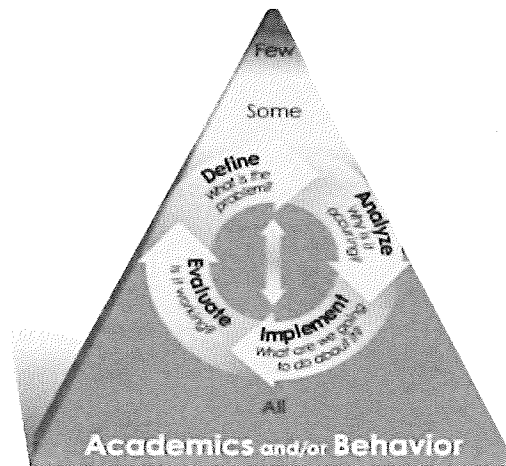 Few
Some
Define
What is the
problem?
Analyze
Why is it
occuring?
Implement
What are we going
to do about it?
Evaluate
Is it working?
All
Academics and/or Behavior